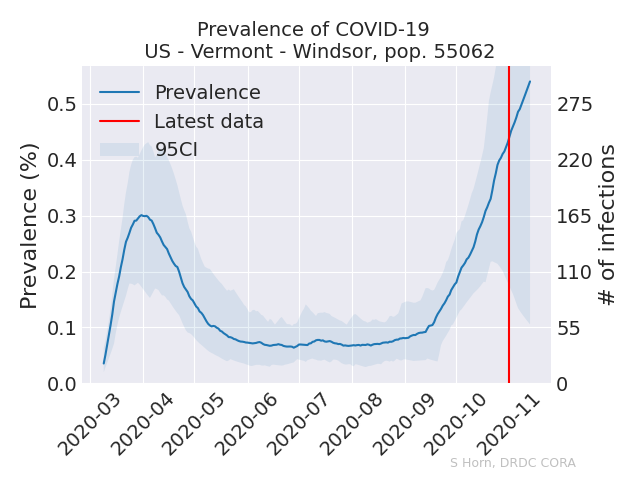 Prevalence of COVID-19
US - Vermont - Windsor, pop. 55062
Prevalence
Latest data
95CI
Prevalence (%)
0.5
0.4
0.3
0.2
0.1
0.0
275
220
165
110
55
0
# of infections
2020-03
2020-04
2020-05
2020-06
2020-07
2020-08
2020-09
2020-10
2020-11
S Horn, DRDC CORA